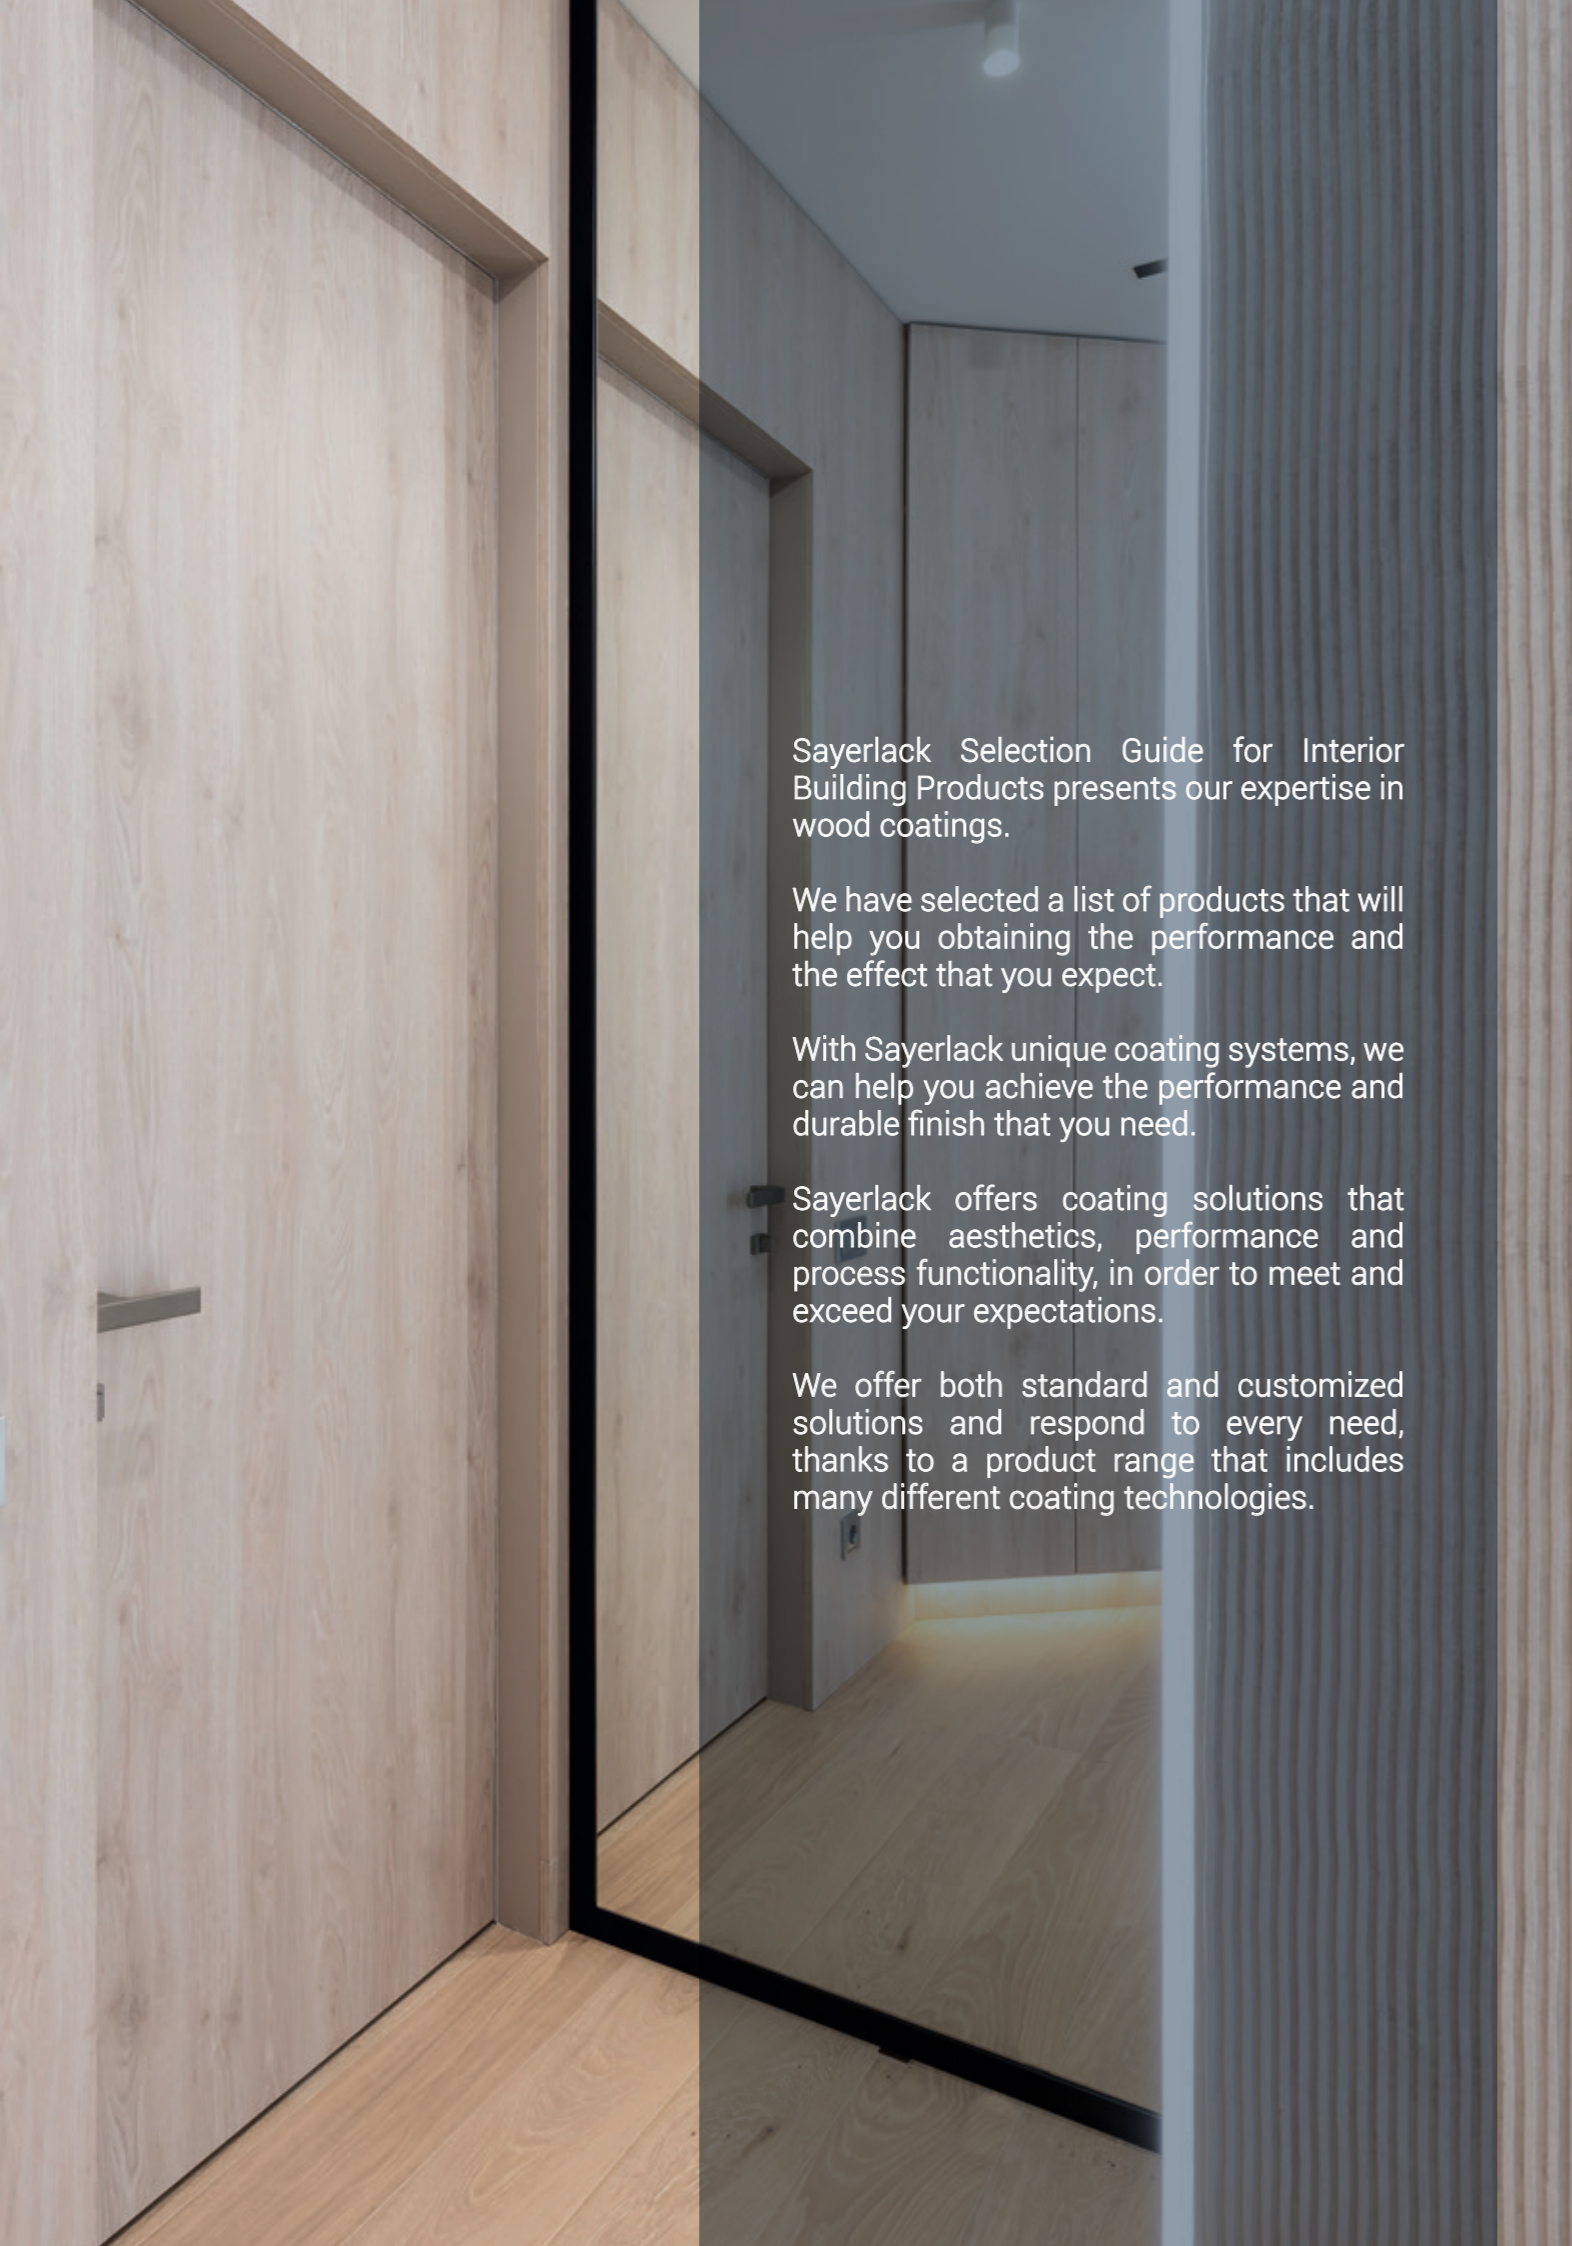 Sayerlack Selection Guide for Interior
Building Products presents our expertise in
wood coatings.
We have selected a list of products that will
help you obtaining the performance and
the effect that you expect.
With Sayerlack unique coating systems, we
can help you achieve the performance and
durable finish that you need.
Sayerlack offers coating solutions that
combine aesthetics, performance and
process functionality, in order to meet and
exceed your expectations.
We offer both standard and customized
solutions and respond to every need,
thanks to a product range that includes
many different coating technologies.